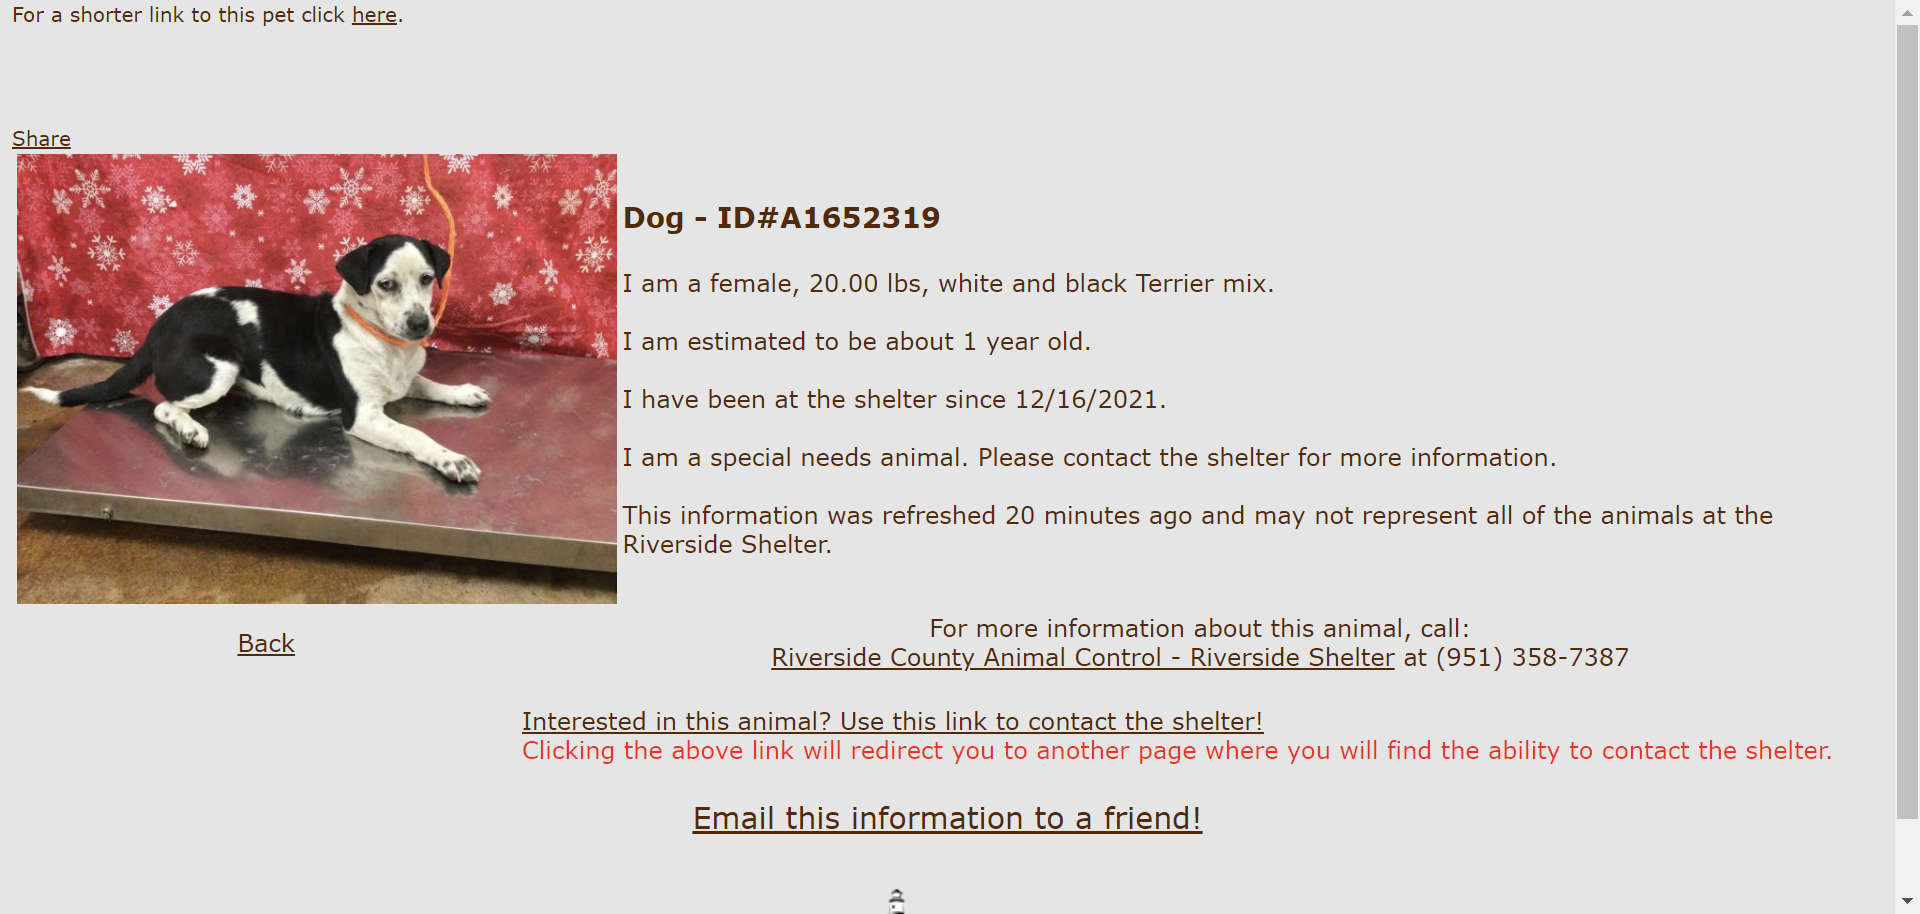 For a shorter link to this pet click here.
Share
Dog - ID#A1652319
I am a female, 20.00 lbs, white and black Terrier mix.
I am estimated to be about 1 year old.
I have been at the shelter since 12/16/2021.
I am a special needs animal. Please contact the shelter for more information.
This information was refreshed 20 minutes ago and may not represent all of the animals at the
Riverside Shelter.
Back
For more information about this animal, call:
Riverside County Animal Control - Riverside Shelter at (951) 358-7387
Interested in this animal? Use this link to contact the shelter!
Clicking the above link will redirect you to another page where you will find the ability to contact the shelter.
Email this information to a friend!